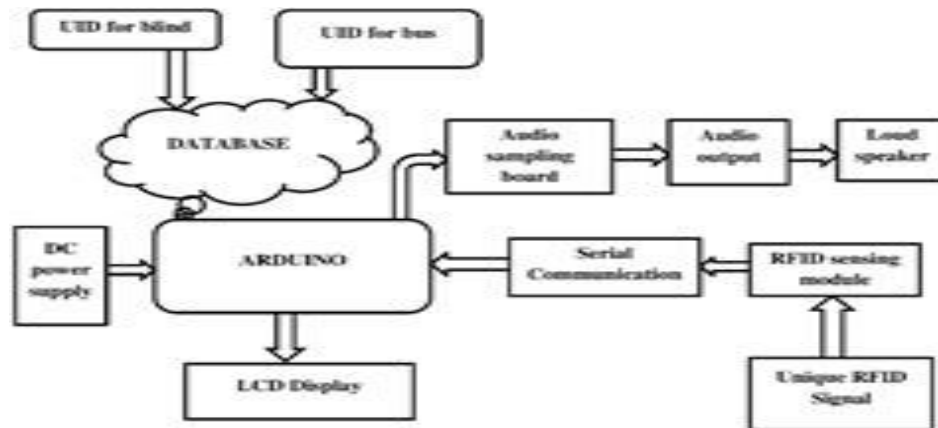 UID for blind
UID for bus
DATABASE
Audio
sampling
board
Audio
output
Loud
speaker
DC
power
supply
ARDUINO
Serial
Communication
RFID sensing
module
LCD Display
Unique RFID
Signal